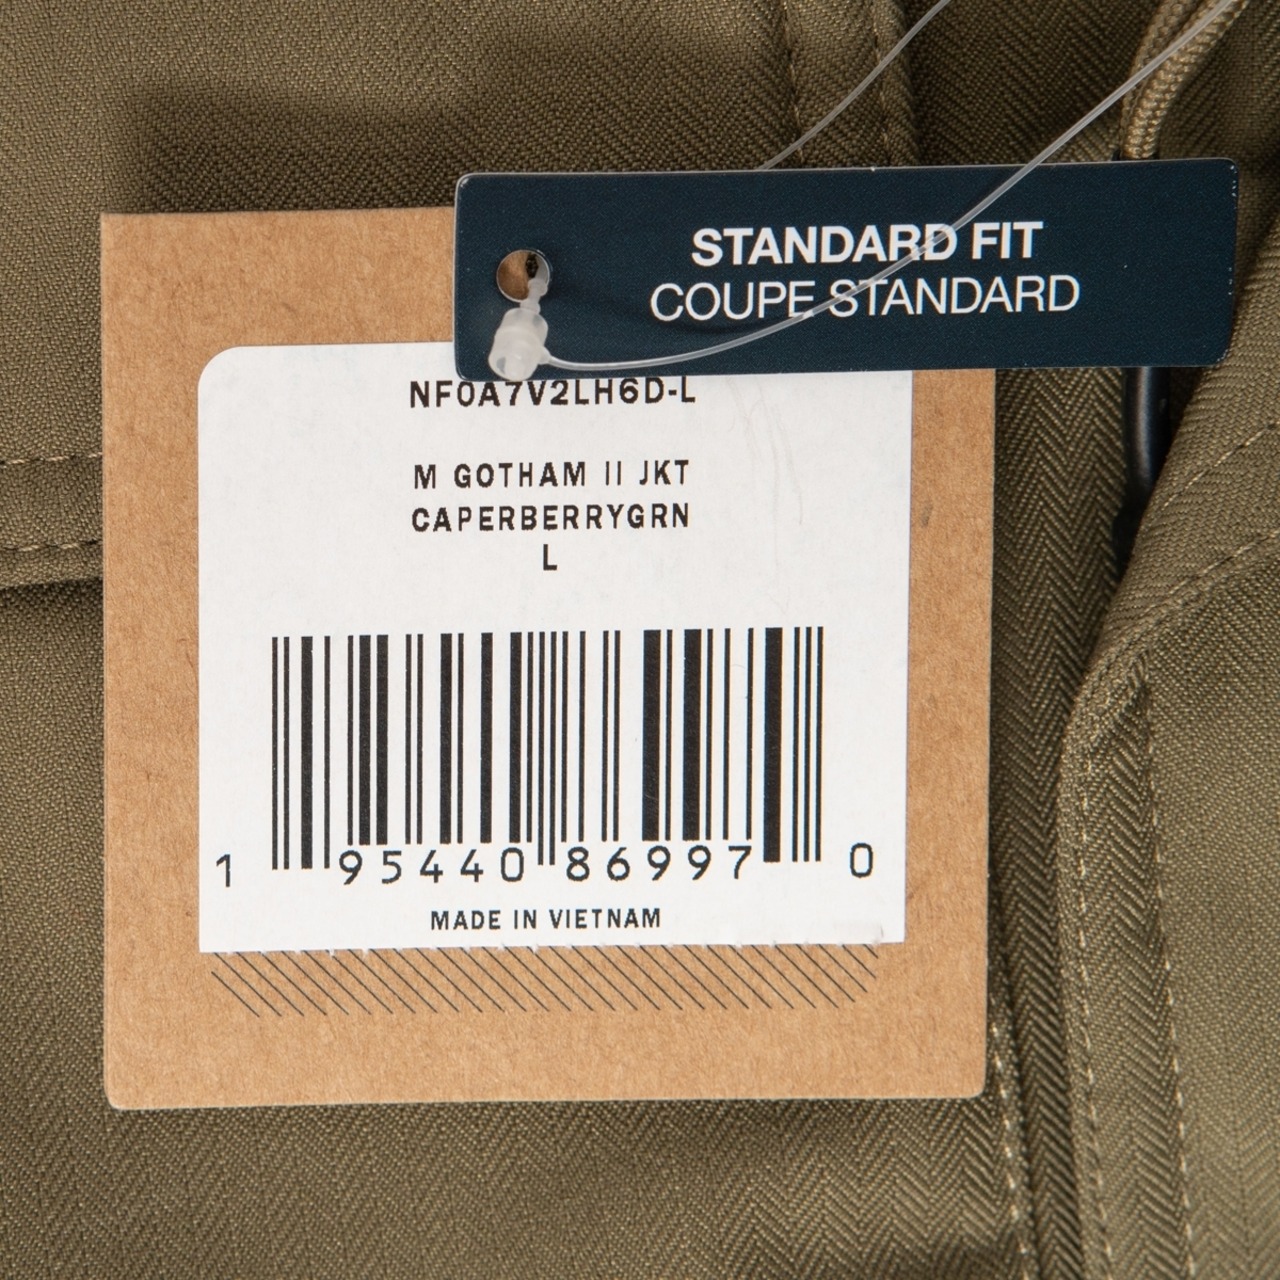 STANDARD FIT
COUPE STANDARD
NF0A7V2LH6D-L
M GOTHAM II JKT
CAPERBERRYGRN
L
1 95440 86997 0
MADE IN VIETNAM